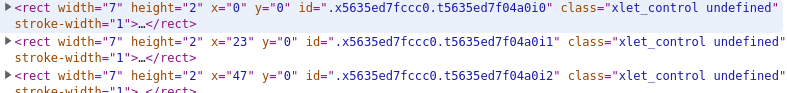 <rect width="7" height="2" x="0" y="0" id=".x5635ed7fccc0.t5635ed7f04a0i0" class="xlet_control undefined"
stroke-width="1">…</rect>
<rect width="7" height="2" x="23" y="0" id=".x5635ed7fccc0.t5635ed7f04a0i1" class="xlet_control undefined"
stroke-width="1">…</rect>
<rect width="7" height="2" x="47" y="0" id=".x5635ed7fccc0.t5635ed7f04a0i2" class="xlet_control undefined"
stroke-width="1">…</rect>